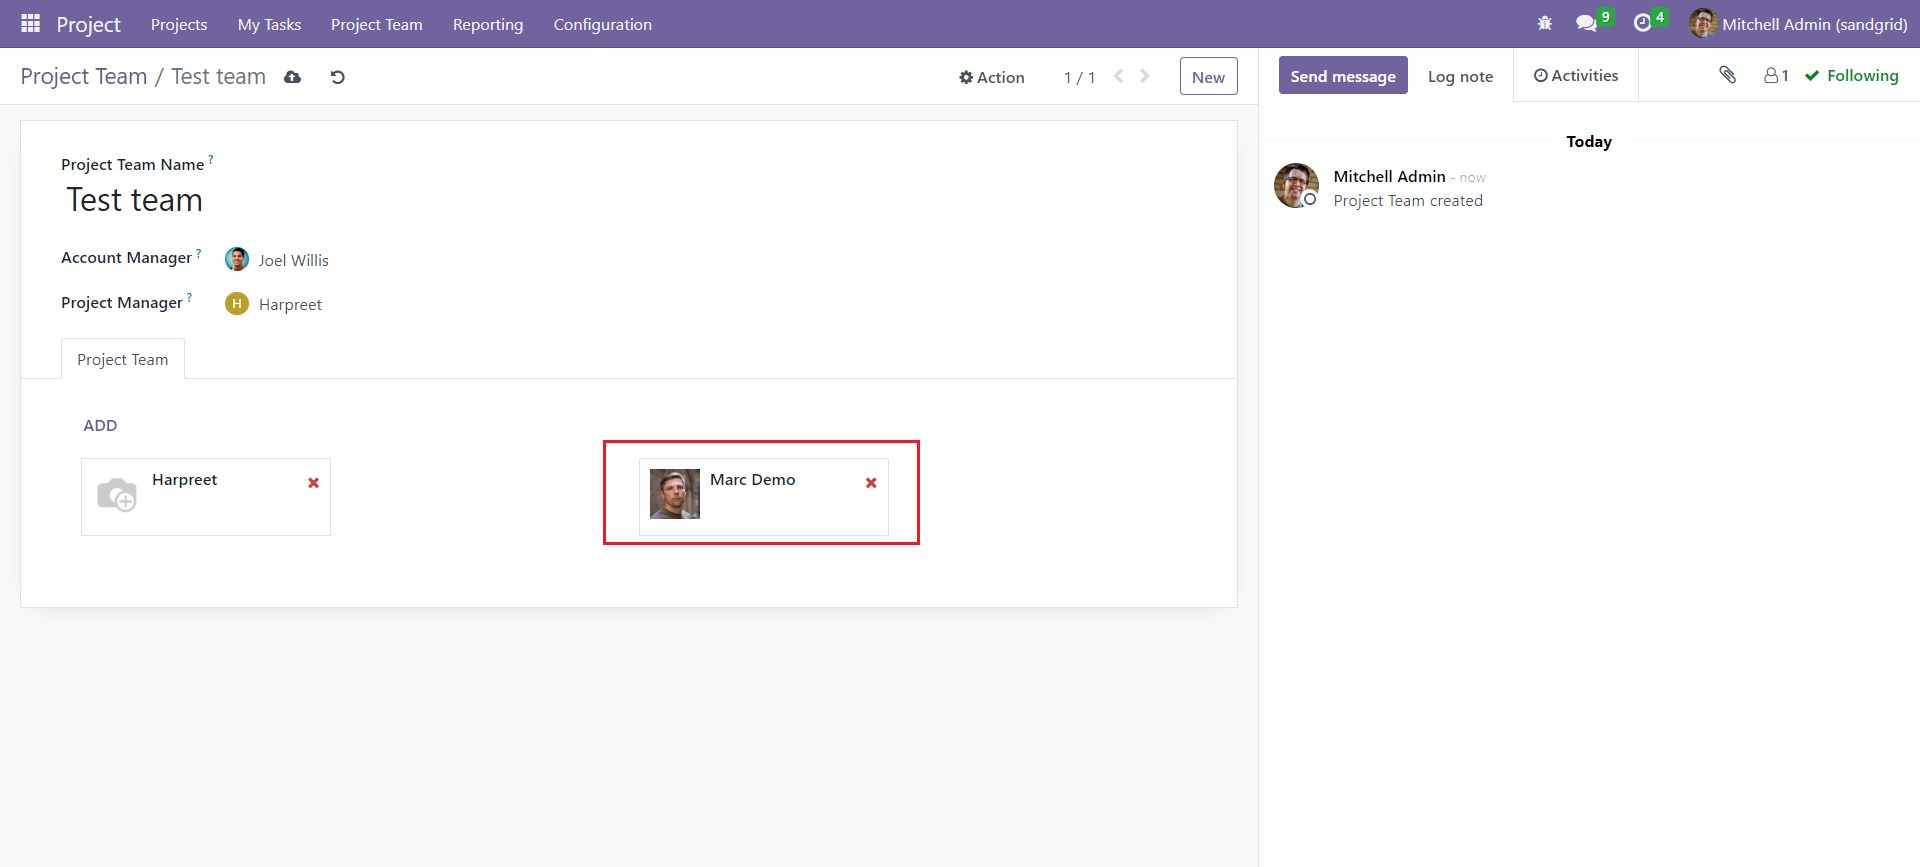 Project Projects My Tasks Project Team Reporting Configuration 9 4 Mitchell Admin (sandgrid)
Project Team / Test team Action 1 / 1 New
Send message Log note Activities 1 Following
Project Team Name ?
Test team
Account Manager ? Joel Willis
Project Manager ? H Harpreet
Project Team
ADD
Harpreet
Marc Demo
Today
Mitchell Admin - now
Project Team created